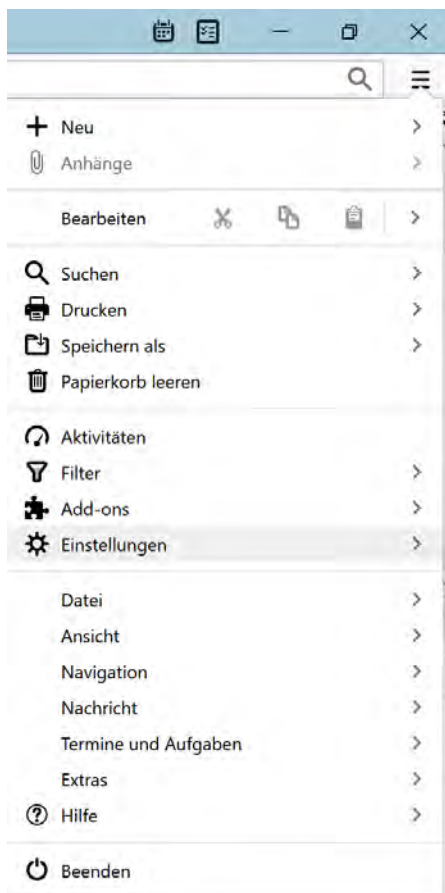 Neu
Anhänge
Bearbeiten
Suchen
Drucken
Speichern als
Papierkorb leeren
Aktivitäten
Filter
Add-ons
Einstellungen
Datei
Ansicht
Navigation
Nachricht
Termine und Aufgaben
Extras
Hilfe
Beenden